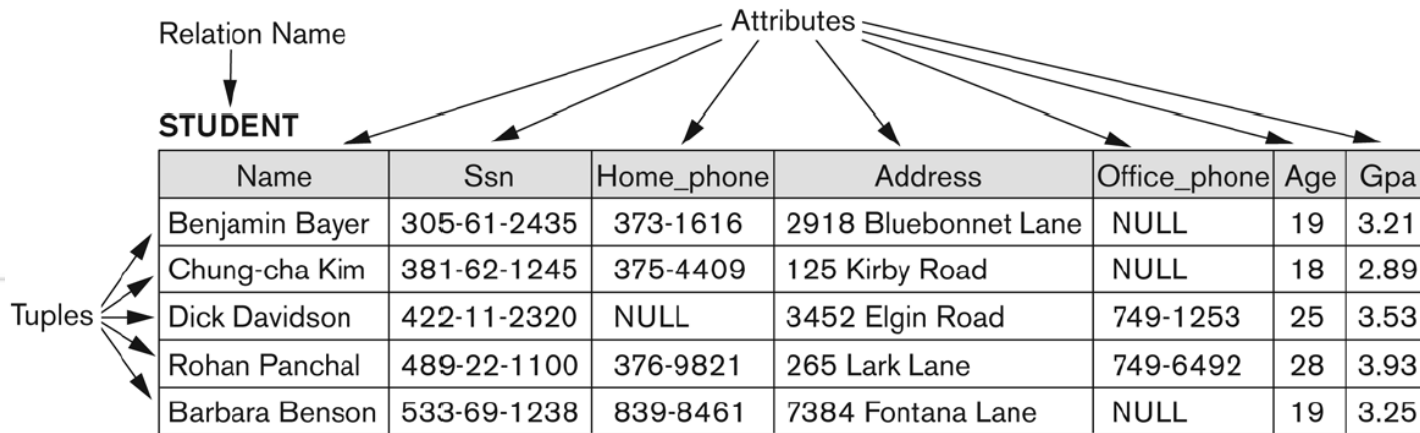 Attributes
Relation Name
STUDENT
Name Ssn Home_phone Address Office_phone Age Gpa
Benjamin Bayer 305-61-2435 373-1616 2918 Bluebonnet Lane NULL 19 3.21
Chung-cha Kim 381-62-1245 375-4409 125 Kirby Road NULL 18 2.89
Tuples
Dick Davidson 422-11-2320 NULL 3452 Elgin Road 749-1253 25 3.53
Rohan Panchal 489-22-1100 376-9821 265 Lark Lane 749-6492 28 3.93
Barbara Benson 533-69-1238 839-8461 7384 Fontana Lane NULL 19 3.25